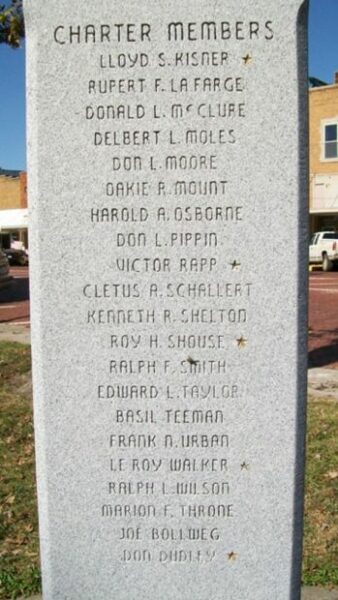 CHARTER MEMBERS
LLOYD S. KISNER ★
RUPERT F. LA FARGE
DONALD L. McCLURE
DELBERT L. MOLES
DON L. MOORE
OAKIE R. MOUNT
HAROLD A. OSBORNE
DON L. PIPPIN
VICTOR RAPP ★
CLETUS A. SCHALLERT
KENNETH R. SHELTON
ROY H. SHOUSE ★
RALPH F. SMITH
EDWARD L. TAYLOR
BASIL TEEMAN
FRANK N. URBAN
LE ROY WALKER ★
RALPH L. WILSON
MARION F. THRONE
JOE BOLLWEG
DON DUDLEY ★